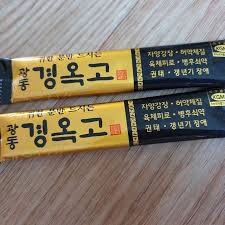 광동
경옥고
자양강장 · 허약체질
육체피로 · 병후쇠약
권태 · 갱년기 장애
KGM
광동
경옥고
자양강장 · 허약체질
육체피로 · 병후쇠약
권태 · 갱년기 장애